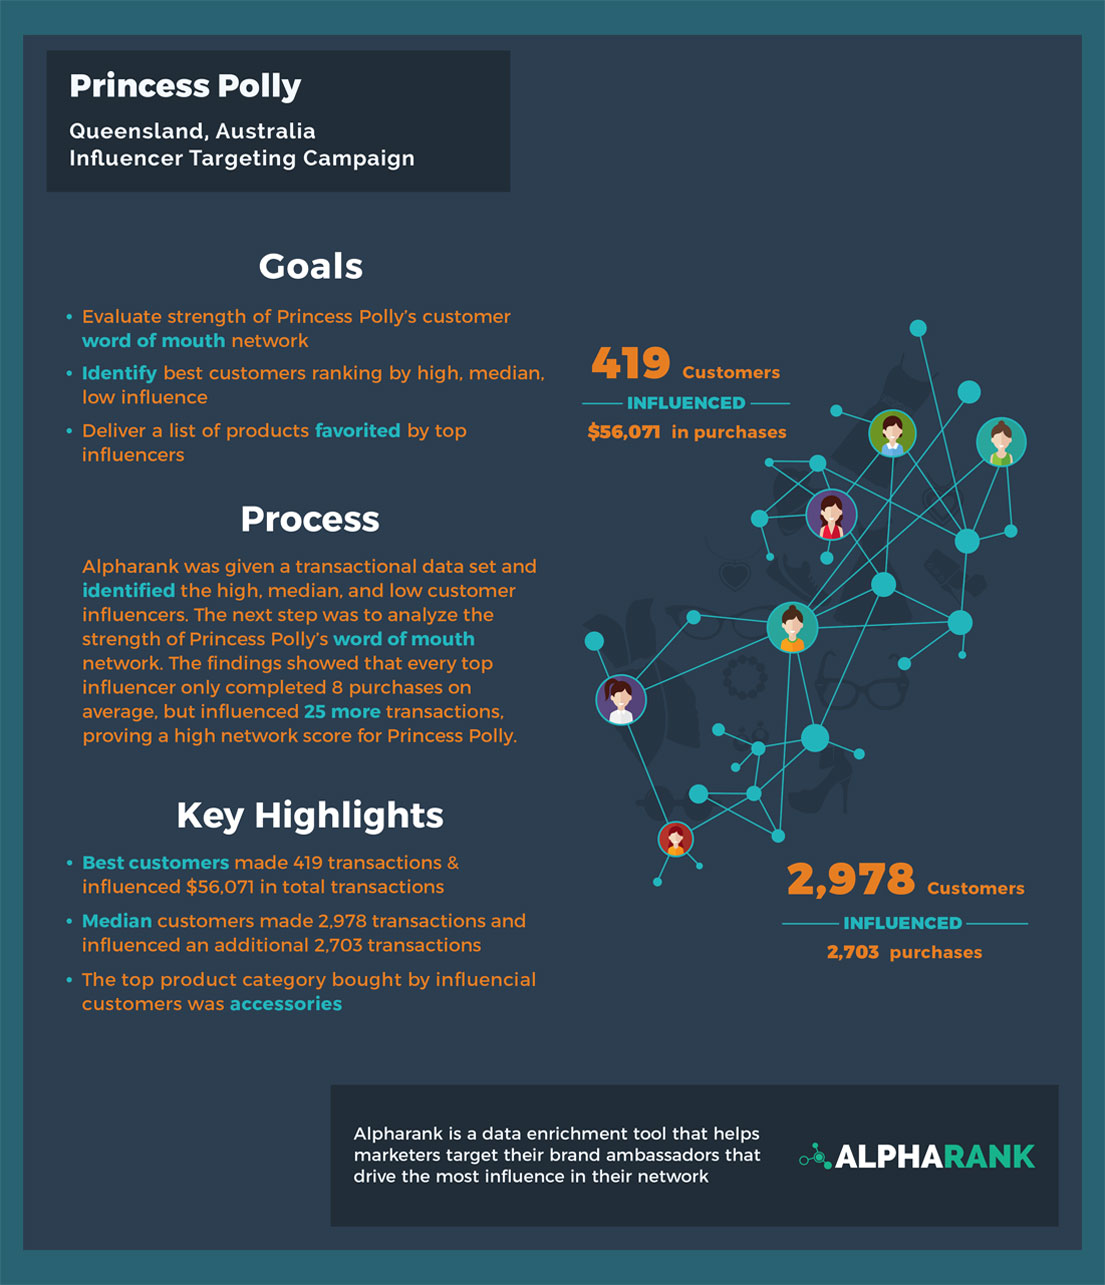 Princess Polly
Queensland, Australia
Influencer Targeting Campaign
Goals
• Evaluate strength of Princess Polly's customer
word of mouth network
• Identify best customers ranking by high, median,
low influence
• Deliver a list of products favorited by top
influencers
419 Customers
INFLUENCED
$56,071 in purchases
Process
Alpharank was given a transactional data set and
identified the high, median, and low customer
influencers. The next step was to analyze the
strength of Princess Polly's word of mouth
network. The findings showed that every top
influencer only completed 8 purchases on
average, but influenced 25 more transactions,
proving a high network score for Princess Polly.
Key Highlights
• Best customers made 419 transactions &
influenced $56,071 in total transactions
• Median customers made 2,978 transactions and
influenced an additional 2,703 transactions
• The top product category bought by influencial
customers was accessories
2,978 Customers
INFLUENCED
2,703 purchases
Alpharank is a data enrichment tool that helps
marketers target their brand ambassadors that
drive the most influence in their network
ALPHARANK